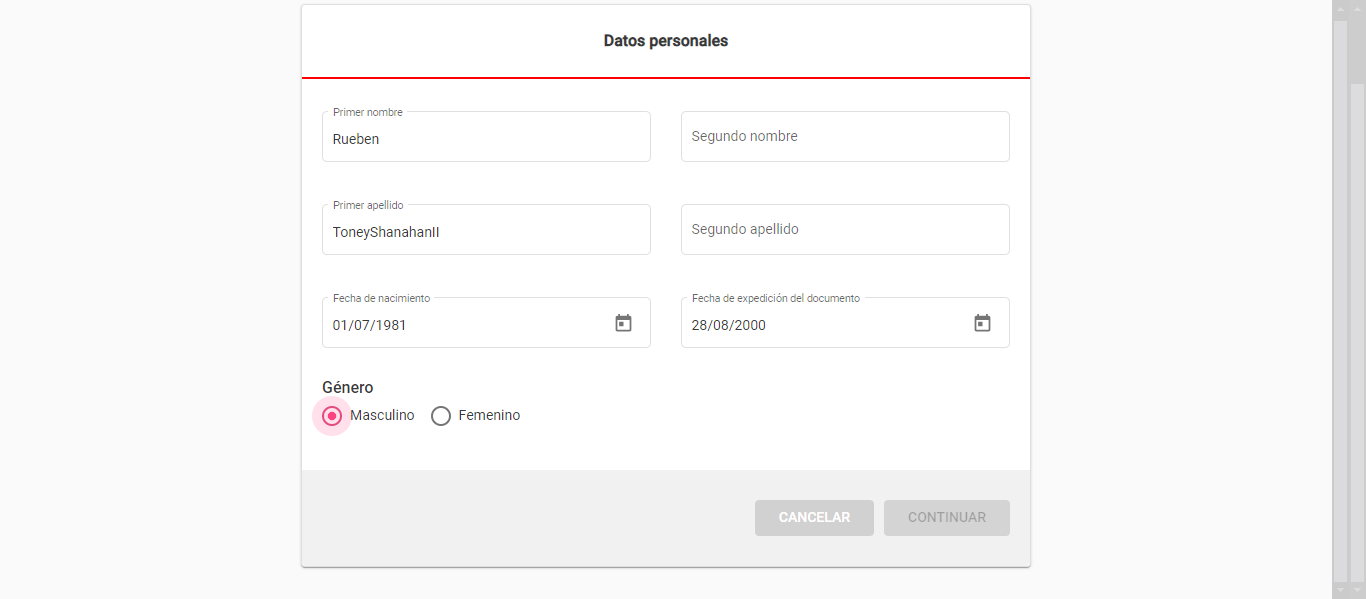 Datos personales
Primer nombre
Rueben
Segundo nombre
Primer apellido
ToneyShanahanII
Segundo apellido
Fecha de nacimiento
01/07/1981
Fecha de expedición del documento
28/08/2000
Género
Masculino Femenino
CANCELAR CONTINUAR